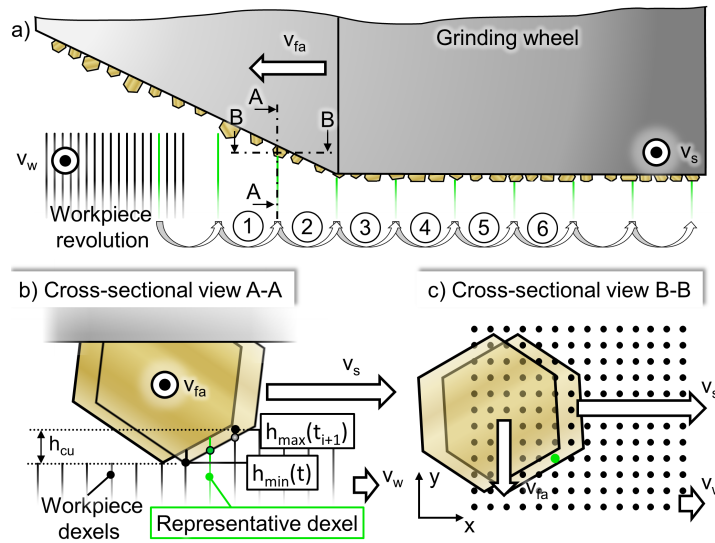 a)
v_fa
Grinding wheel
A
B
B
v_w
v_s
A
Workpiece
revolution
1 2 3 4 5 6
b) Cross-sectional view A-A
c) Cross-sectional view B-B
v_fa
v_s
h_cu
h_max(t_i+1)
h_min(t)
v_w
Workpiece
dexels
Representative dexel
v_s
y
v_fa
x
v_w